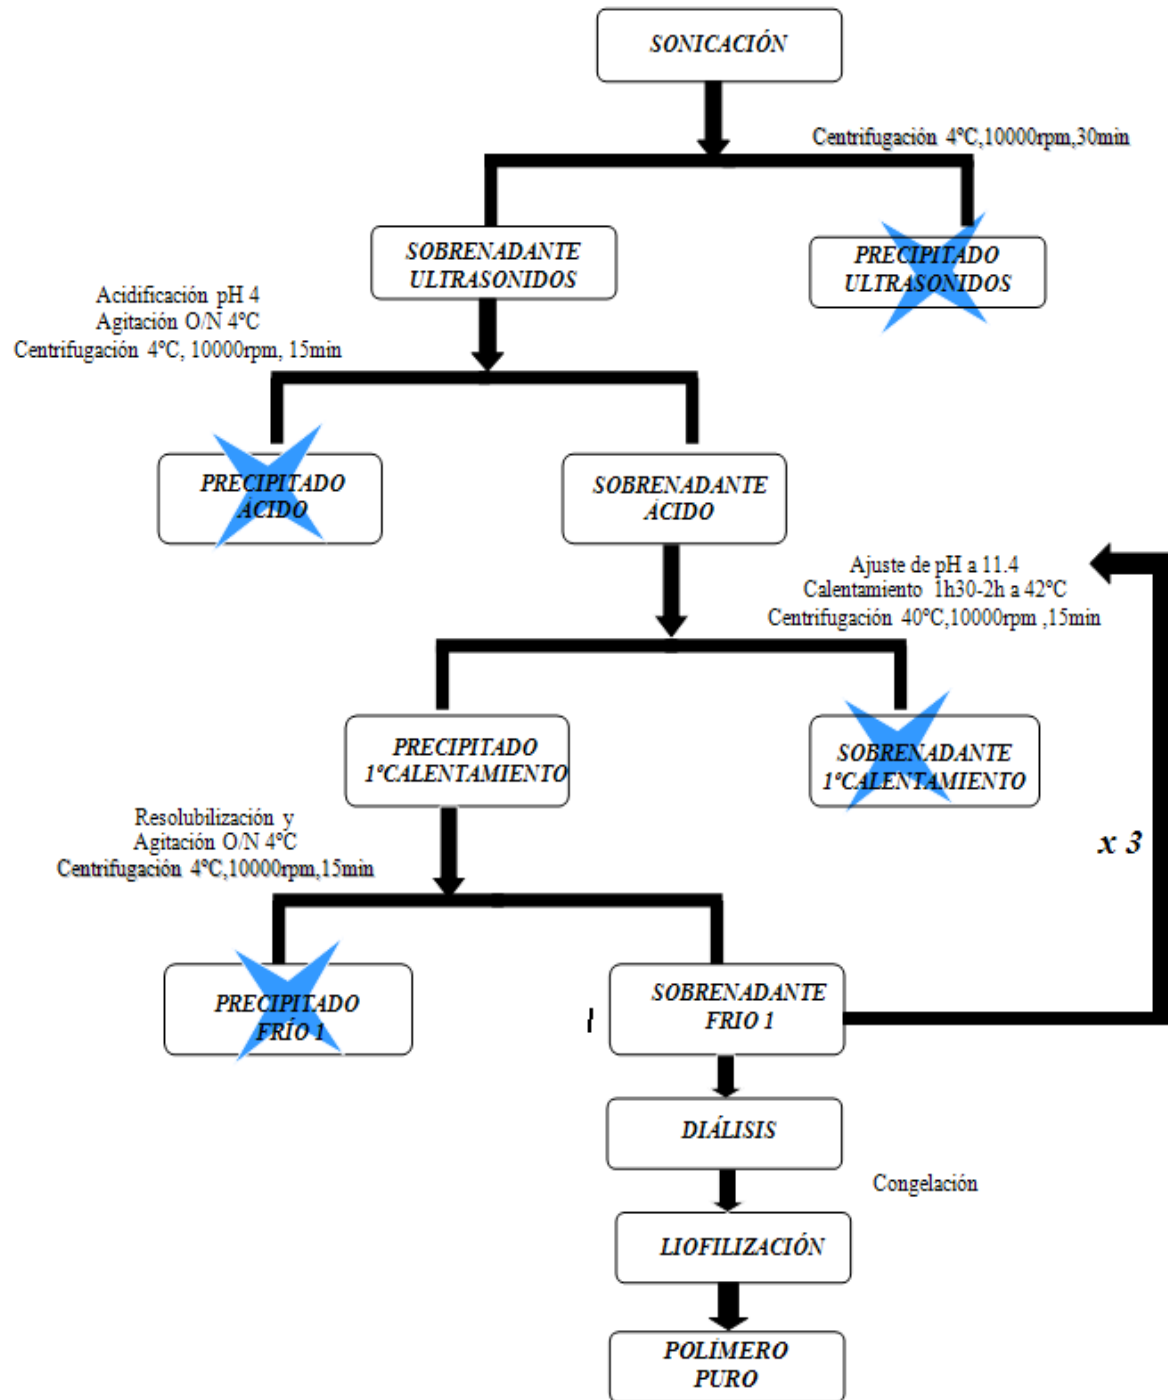 SONICACIÓN
Centrifugación 4ºC,10000rpm,30min
SOBRENADANTE
ULTRASONIDOS
PRECIPITADO
ULTRASONIDOS
Acidificación pH 4
Agitación O/N 4ºC
Centrifugación 4ºC, 10000rpm, 15min
PRECIPITADO
ÁCIDO
SOBRENADANTE
ÁCIDO
Ajuste de pH a 11.4
Calentamiento 1h30-2h a 42ºC
Centrifugación 40ºC,10000rpm ,15min
PRECIPITADO
1ºCALENTAMIENTO
SOBRENADANTE
1ºCALENTAMIENTO
Resolubilización y
Agitación O/N 4ºC
Centrifugación 4ºC,10000rpm,15min
x 3
PRECIPITADO
FRÍO 1
SOBRENADANTE
FRIO 1
DIÁLISIS
Congelación
LIOFILIZACIÓN
POLÍMERO
PURO